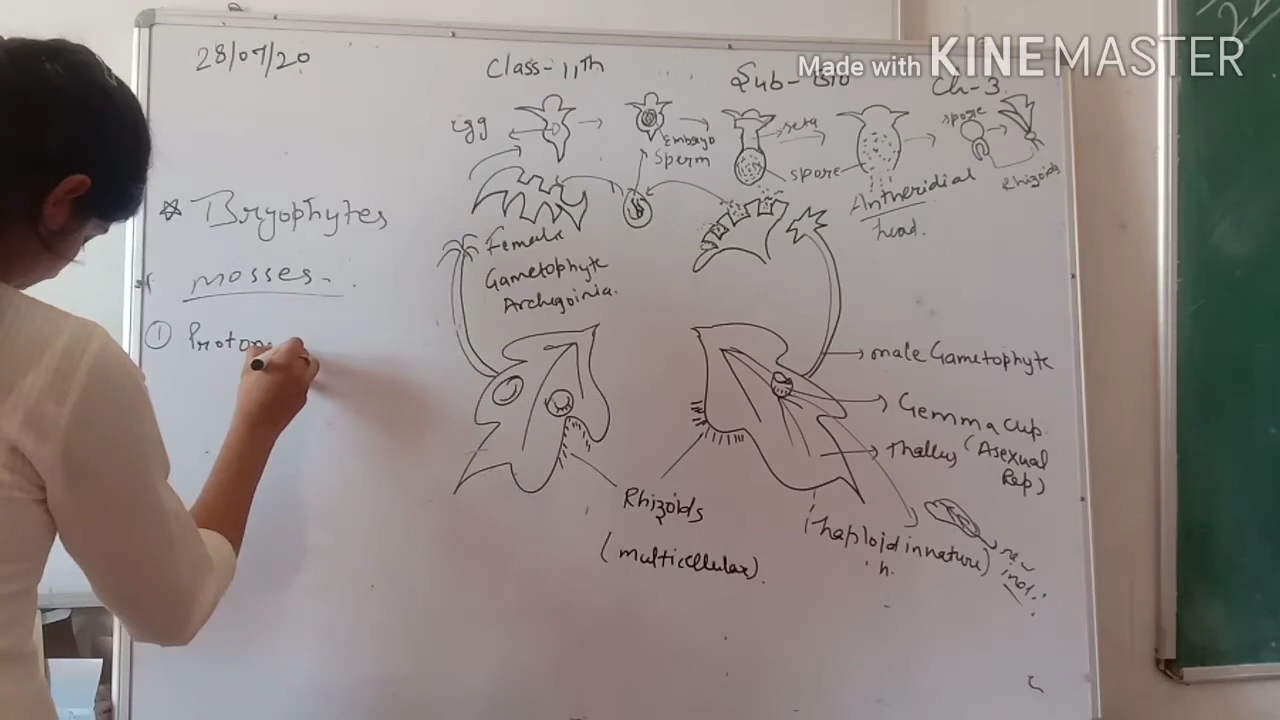 28/07/20
Class-11th
Sub-Bio
Ch-3.
Made with KINEMASTER
Egg
Embryo
Sperm
seta
spore
spore
Rhizoids
Antheridial
head.
☆ Bryophytes
mosses-
① Proton
Female
Gametophyte
Archegoinia.
male Gametophyte
Gemma cup.
(Asexual
Rep)
Thallus
Rhizoids
(multicellular)
(haploid in nature)
n.